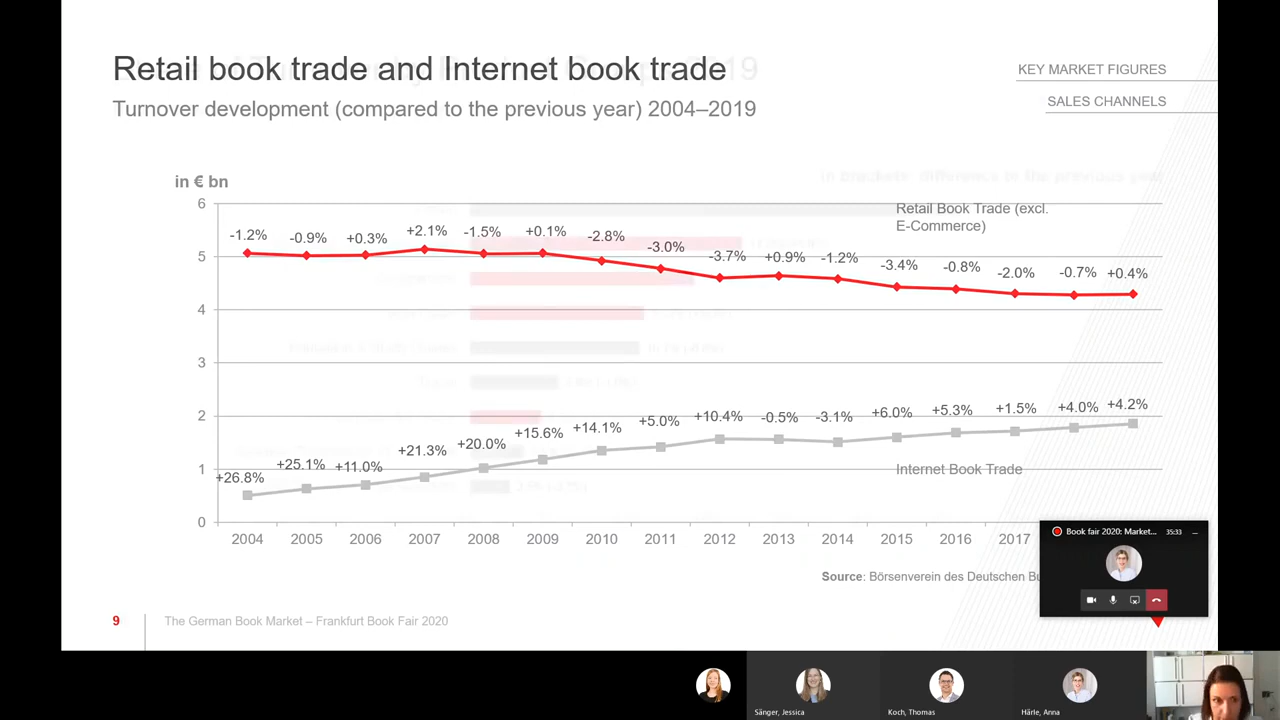 Retail book trade and Internet book trade
Turnover development (compared to the previous year) 2004–2019
KEY MARKET FIGURES
SALES CHANNELS
in € bn
in brackets: difference to the previous year
6
5
4
3
2
1
0
Retail Book Trade (excl.
E-Commerce)
-1.2% -0.9% +0.3% +2.1% -1.5% +0.1% -2.8% -3.0% -3.7% +0.9% -1.2% -3.4% -0.8% -2.0% -0.7% +0.4%
+26.8% +25.1% +11.0% +21.3% +20.0% +15.6% +14.1% +5.0% +10.4% -0.5% -3.1% +6.0% +5.3% +1.5% +4.0% +4.2%
Internet Book Trade
2004 2005 2006 2007 2008 2009 2010 2011 2012 2013 2014 2015 2016 2017
Source: Börsenverein des Deutschen Bu
9
The German Book Market – Frankfurt Book Fair 2020
Book fair 2020: Market...
35:33
Sänger, Jessica
Koch, Thomas
Härle, Anna